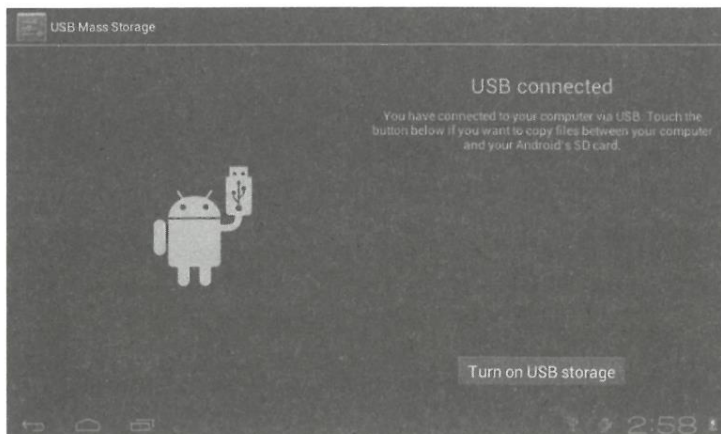 USB Mass Storage
USB connected
You have connected to your computer via USB. Touch the
button below if you want to copy files between your computer
and your Android's SD card.
Turn on USB storage
2:58